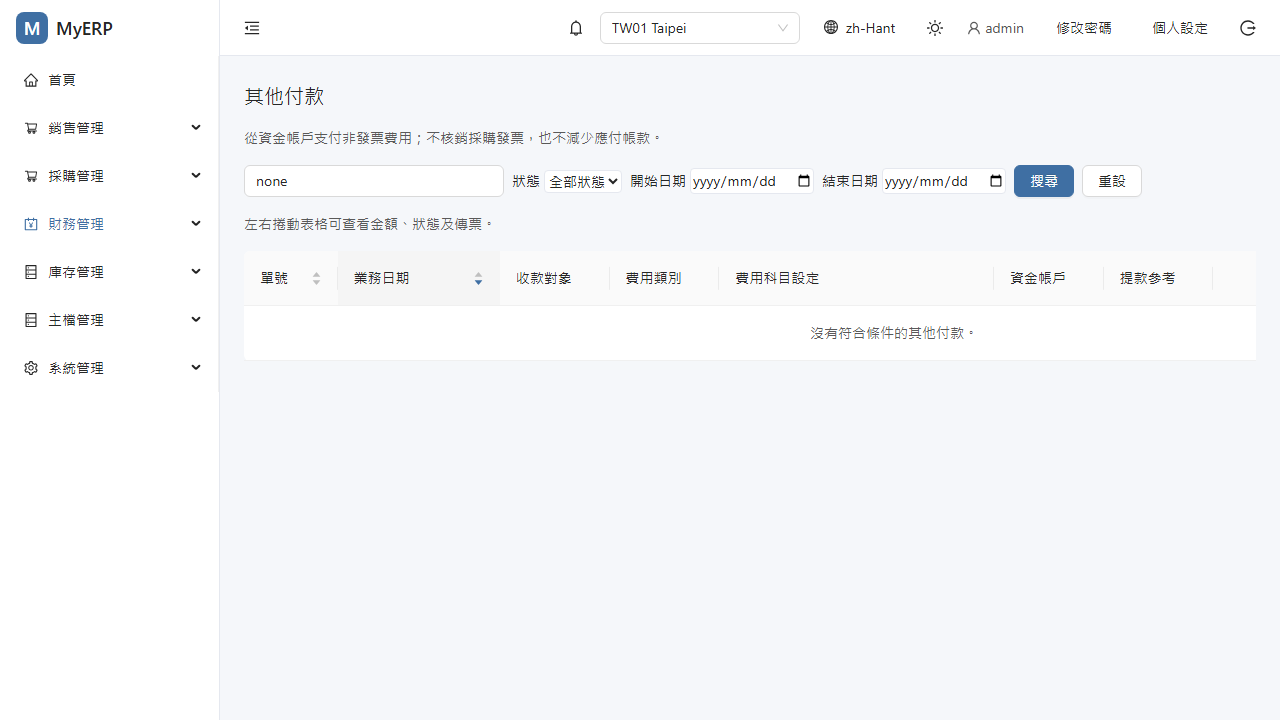 M MyERP
TW01 Taipei
zh-Hant
admin
修改密碼
個人設定
首頁
銷售管理
採購管理
財務管理
庫存管理
主檔管理
系統管理
其他付款
從資金帳戶支付非發票費用；不核銷採購發票，也不減少應付帳款。
none 狀態 全部狀態 開始日期 yyyy/mm/dd 結束日期 yyyy/mm/dd 搜尋 重設
左右捲動表格可查看金額、狀態及傳票。
單號 業務日期 收款對象 費用類別 費用科目設定 資金帳戶 提款參考
沒有符合條件的其他付款。